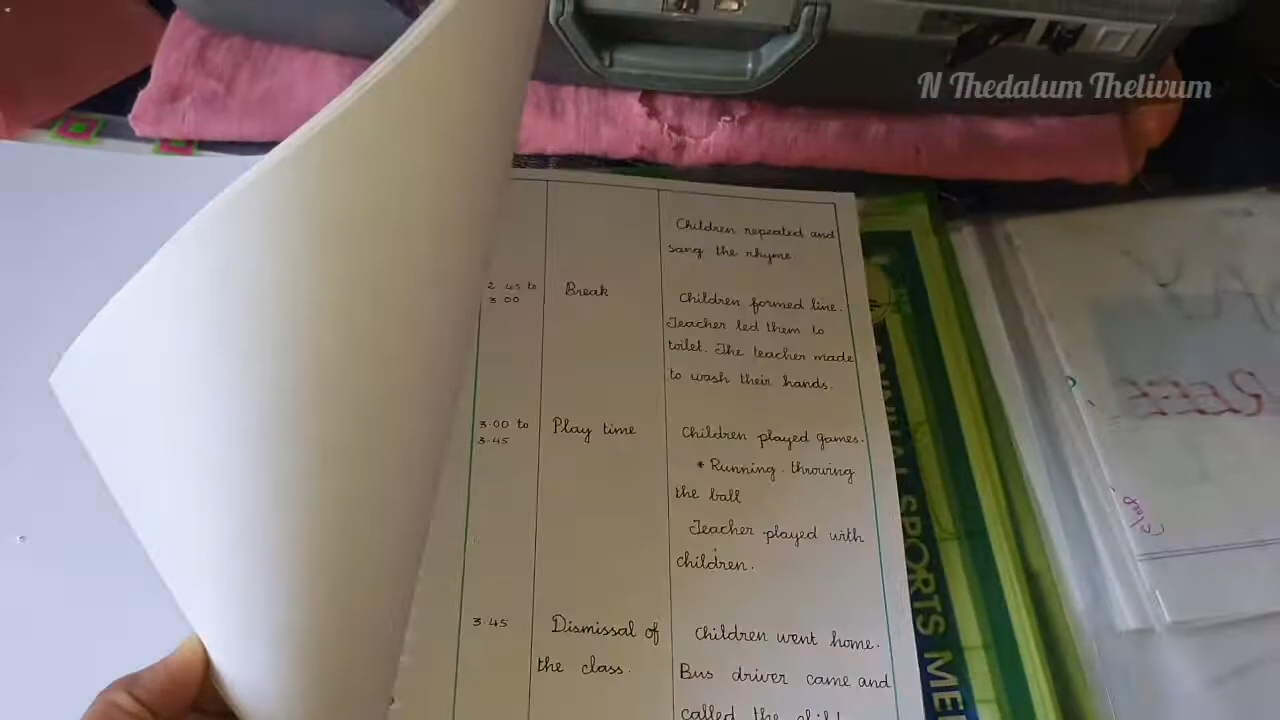 N Thedalum Thelivum
Children repeated and
sang the rhyme
2 45 to
3 00
Break
Children formed line.
Teacher led them to
toilet. The teacher made
to wash their hands.
3.00 to
3.45
Play time
Children played games.
* Running. throwing
the ball
Teacher played with
children.
3.45
Dismissal of
the class.
children went home.
Bus driver came and
called the
SPORTS